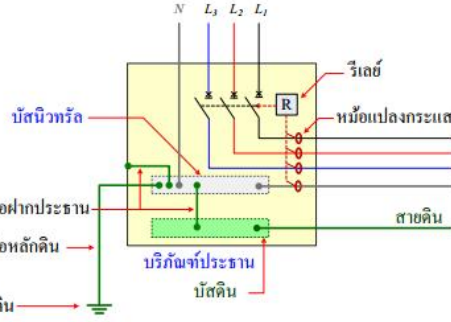 N L3 L2 L1
รีเลย์
R
บัสนิวทรัล
หม้อแปลงกระแส
อฝากประธาน
สายดิน
อหลักดิน
บริภัณฑ์ประธาน
บัสดิน
ดิน